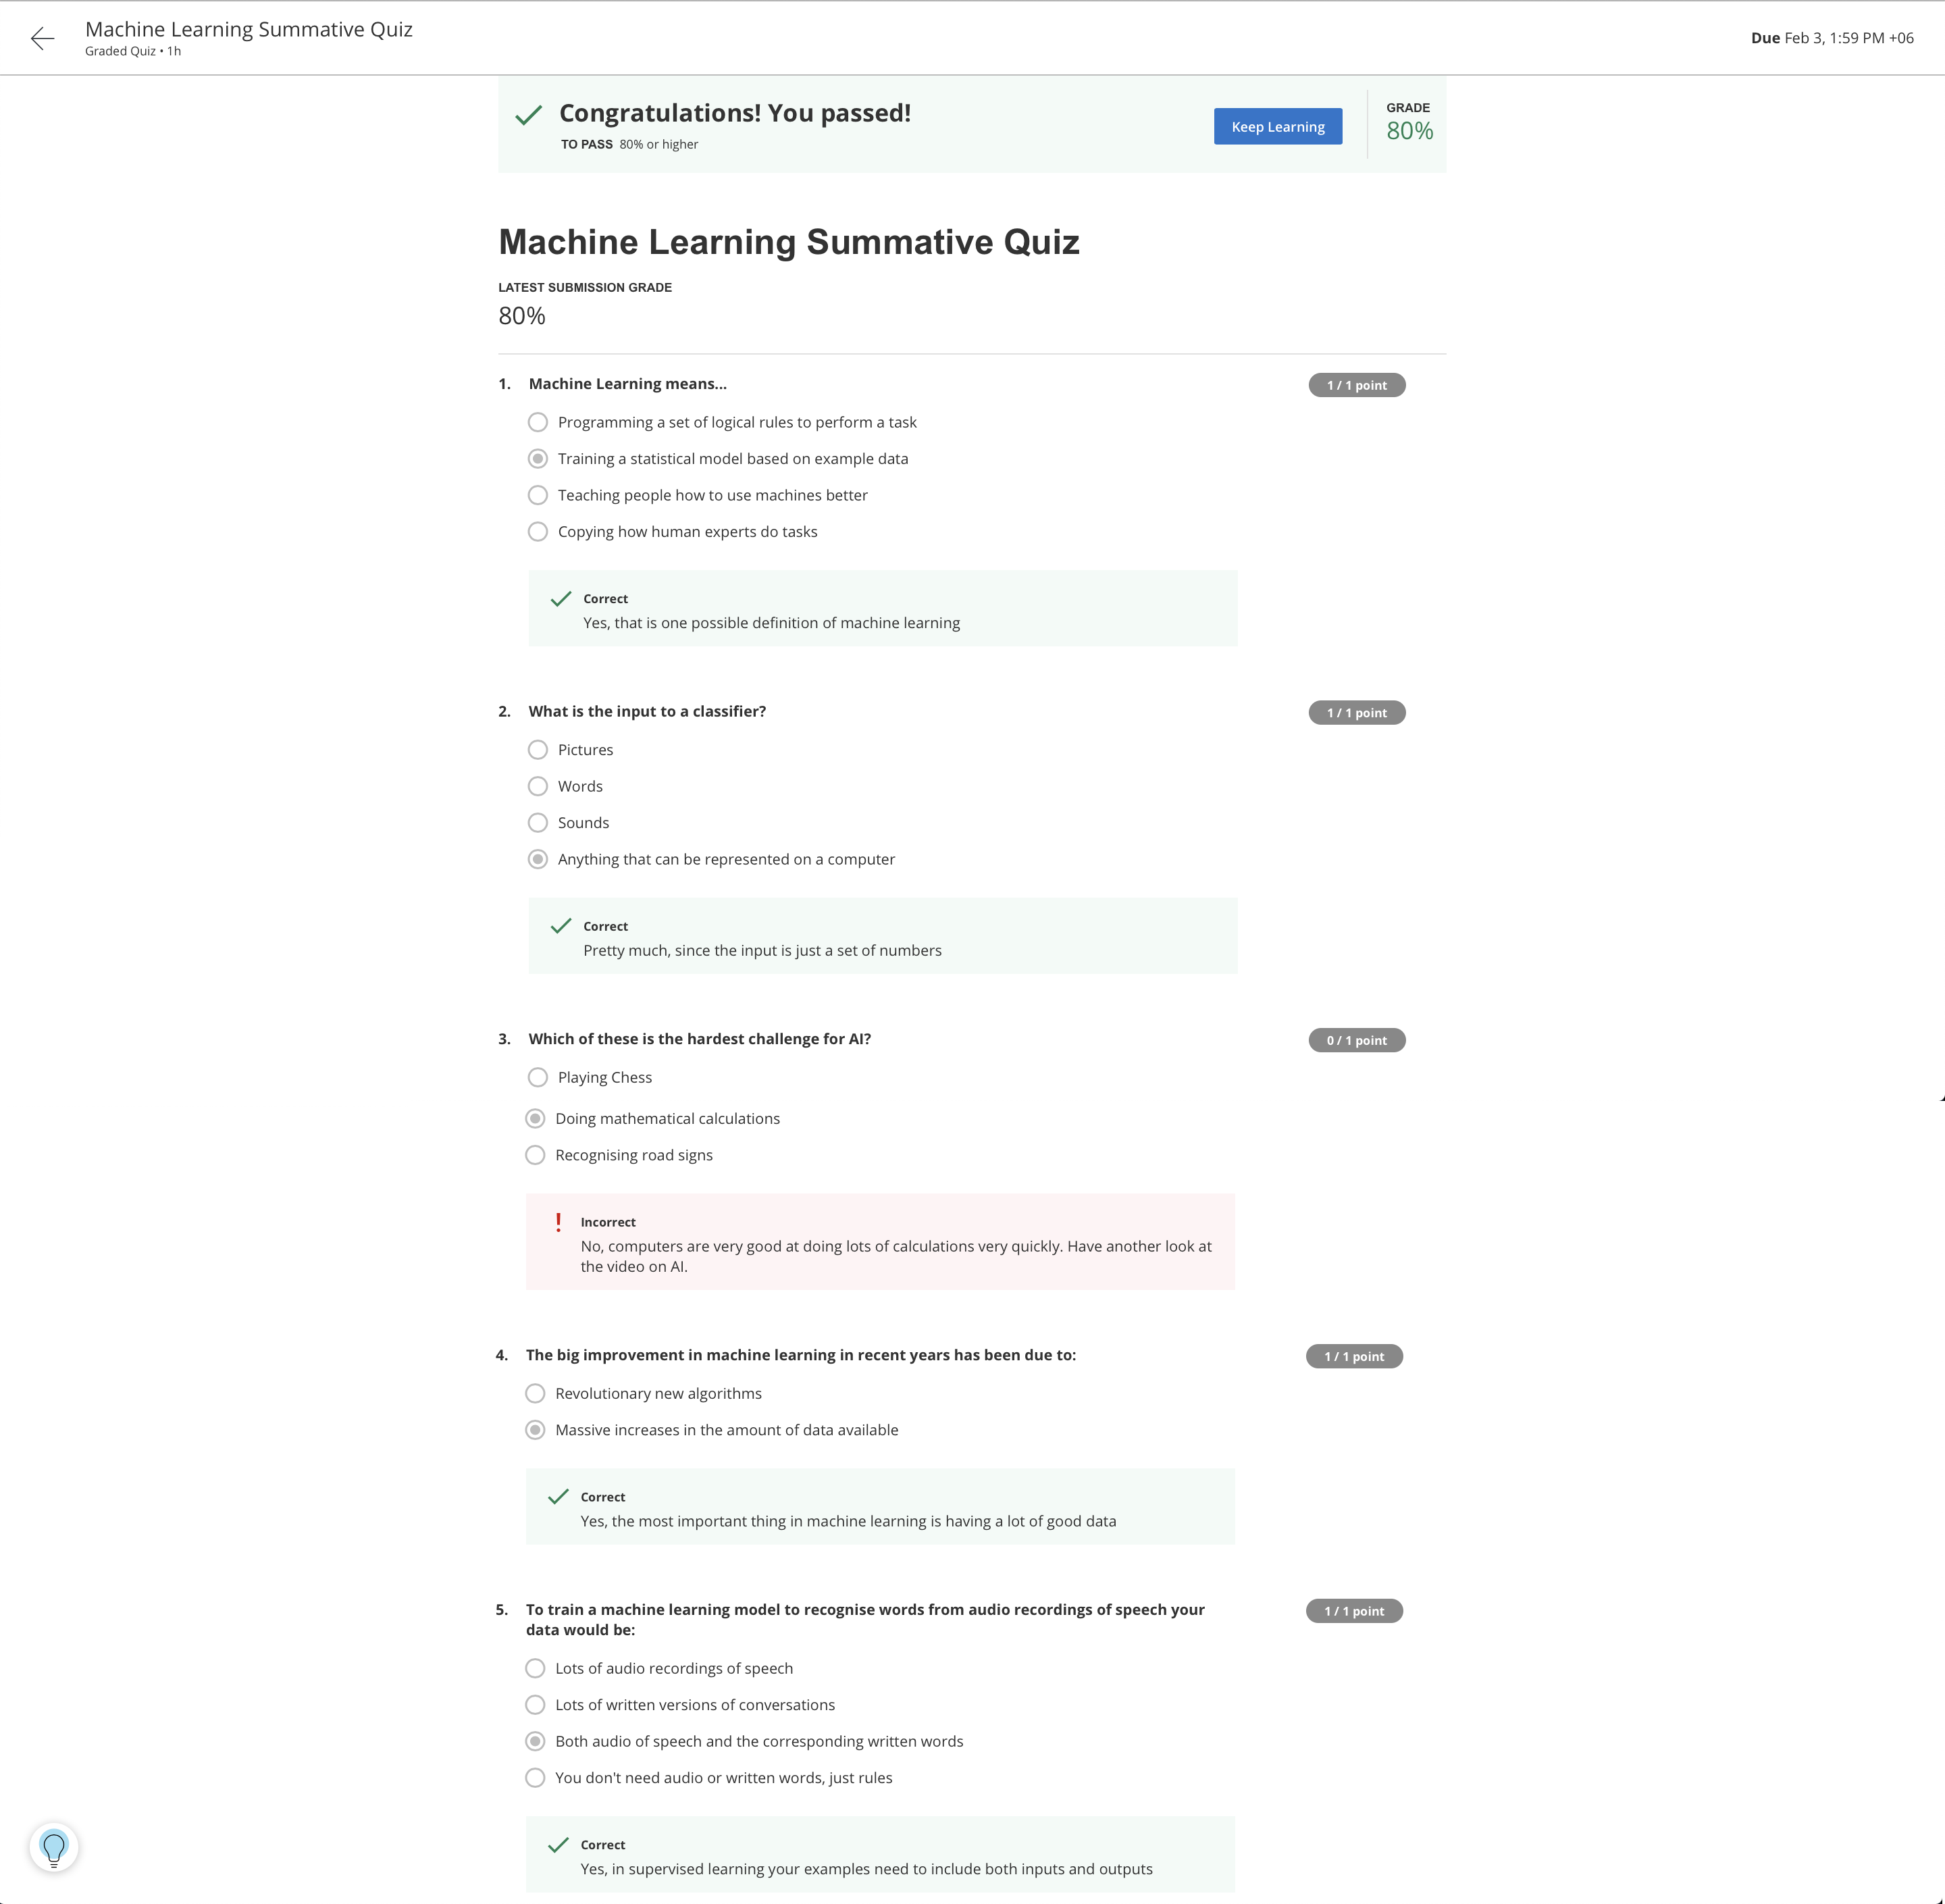 Machine Learning Summative Quiz
Graded Quiz • 1h
Due Feb 3, 1:59 PM +06
Congratulations! You passed!
TO PASS 80% or higher
Keep Learning
GRADE
80%
Machine Learning Summative Quiz
LATEST SUBMISSION GRADE
80%
1. Machine Learning means...
1 / 1 point
Programming a set of logical rules to perform a task
Training a statistical model based on example data
Teaching people how to use machines better
Copying how human experts do tasks
Correct
Yes, that is one possible definition of machine learning
2. What is the input to a classifier?
1 / 1 point
Pictures
Words
Sounds
Anything that can be represented on a computer
Correct
Pretty much, since the input is just a set of numbers
3. Which of these is the hardest challenge for AI?
0 / 1 point
Playing Chess
Doing mathematical calculations
Recognising road signs
Incorrect
No, computers are very good at doing lots of calculations very quickly. Have another look at
the video on AI.
4. The big improvement in machine learning in recent years has been due to:
1 / 1 point
Revolutionary new algorithms
Massive increases in the amount of data available
Correct
Yes, the most important thing in machine learning is having a lot of good data
5. To train a machine learning model to recognise words from audio recordings of speech your
data would be:
1 / 1 point
Lots of audio recordings of speech
Lots of written versions of conversations
Both audio of speech and the corresponding written words
You don't need audio or written words, just rules
Correct
Yes, in supervised learning your examples need to include both inputs and outputs